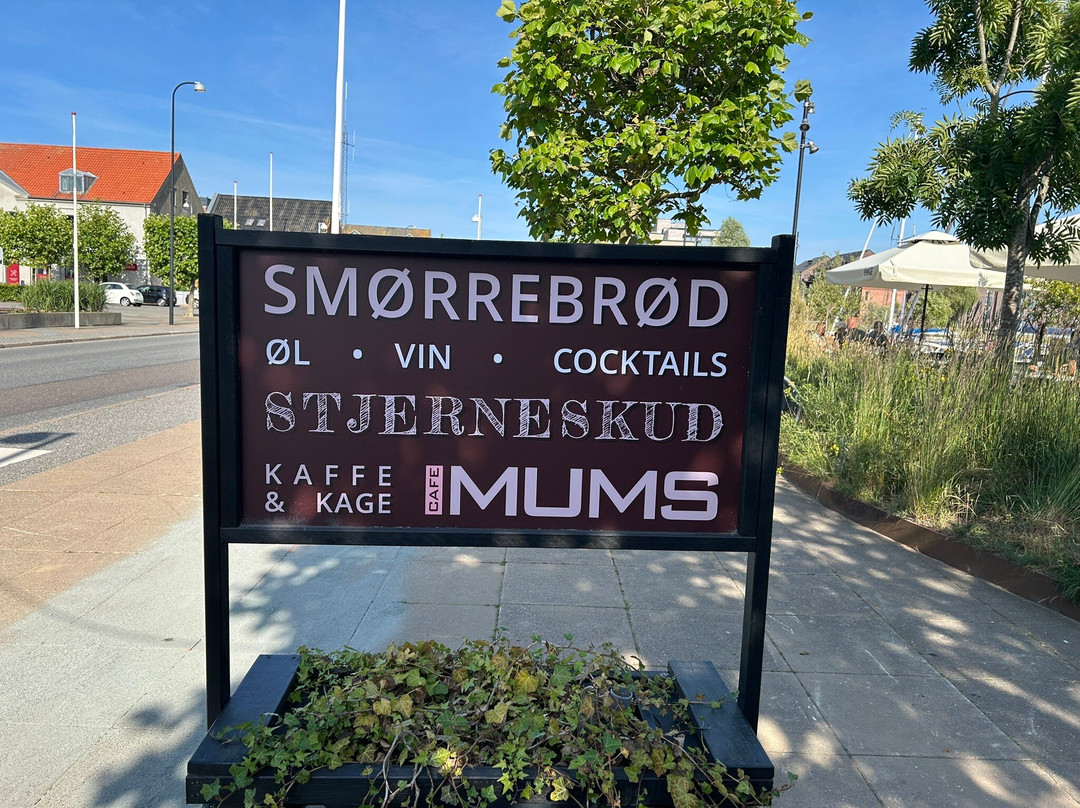 SMØRREBRØD
ØL • VIN • COCKTAILS
STJERNESKUD
KAFFE
& KAGE
CAFE MUMS